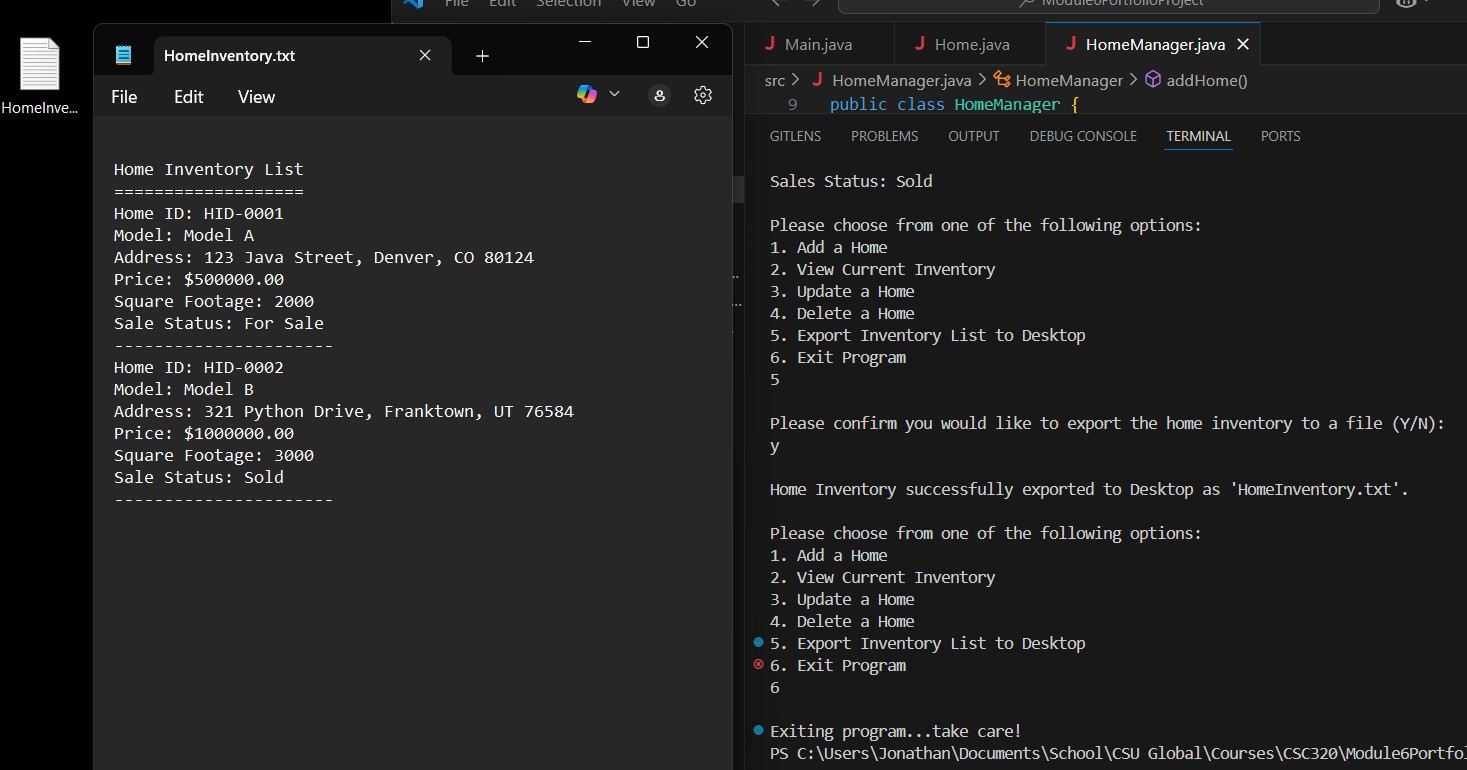 File Edit Selection View Go
Module6PortfolioProject
HomeInve...
HomeInventory.txt
File Edit View
Home Inventory List
===================
Home ID: HID-0001
Model: Model A
Address: 123 Java Street, Denver, CO 80124
Price: $500000.00
Square Footage: 2000
Sale Status: For Sale
----------------------
Home ID: HID-0002
Model: Model B
Address: 321 Python Drive, Franktown, UT 76584
Price: $1000000.00
Square Footage: 3000
Sale Status: Sold
----------------------
Main.java Home.java HomeManager.java
src > HomeManager.java > HomeManager > addHome()
9 public class HomeManager {
GITLENS PROBLEMS OUTPUT DEBUG CONSOLE TERMINAL PORTS
Sales Status: Sold
Please choose from one of the following options:
1. Add a Home
2. View Current Inventory
3. Update a Home
4. Delete a Home
5. Export Inventory List to Desktop
6. Exit Program
5
Please confirm you would like to export the home inventory to a file (Y/N):
y
Home Inventory successfully exported to Desktop as 'HomeInventory.txt'.
Please choose from one of the following options:
1. Add a Home
2. View Current Inventory
3. Update a Home
4. Delete a Home
5. Export Inventory List to Desktop
6. Exit Program
6
Exiting program...take care!
PS C:\Users\Jonathan\Documents\School\CSU Global\Courses\CSC320\Module6Portfol